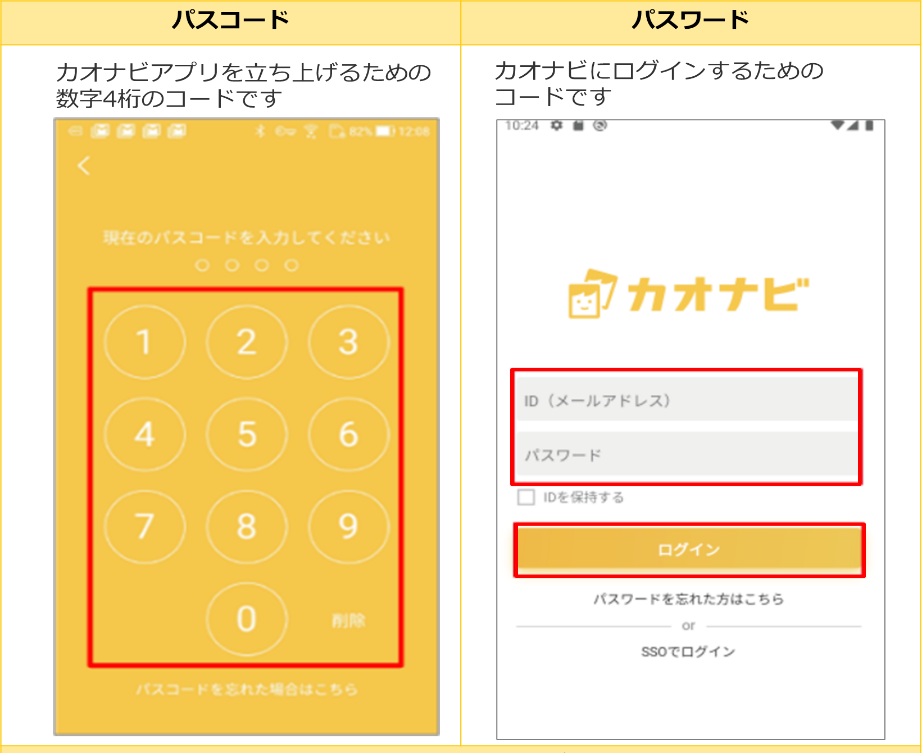 パスコード
パスワード
カオナビアプリを立ち上げるための
数字4桁のコードです
カオナビにログインするための
コードです
82% 12:08
現在のパスコードを入力してください
1 2 3
4 5 6
7 8 9
0 削除
パスコードを忘れた場合はこちら
10:24
カオナビ
ID（メールアドレス）
パスワード
IDを保持する
ログイン
パスワードを忘れた方はこちら
or
SSOでログイン